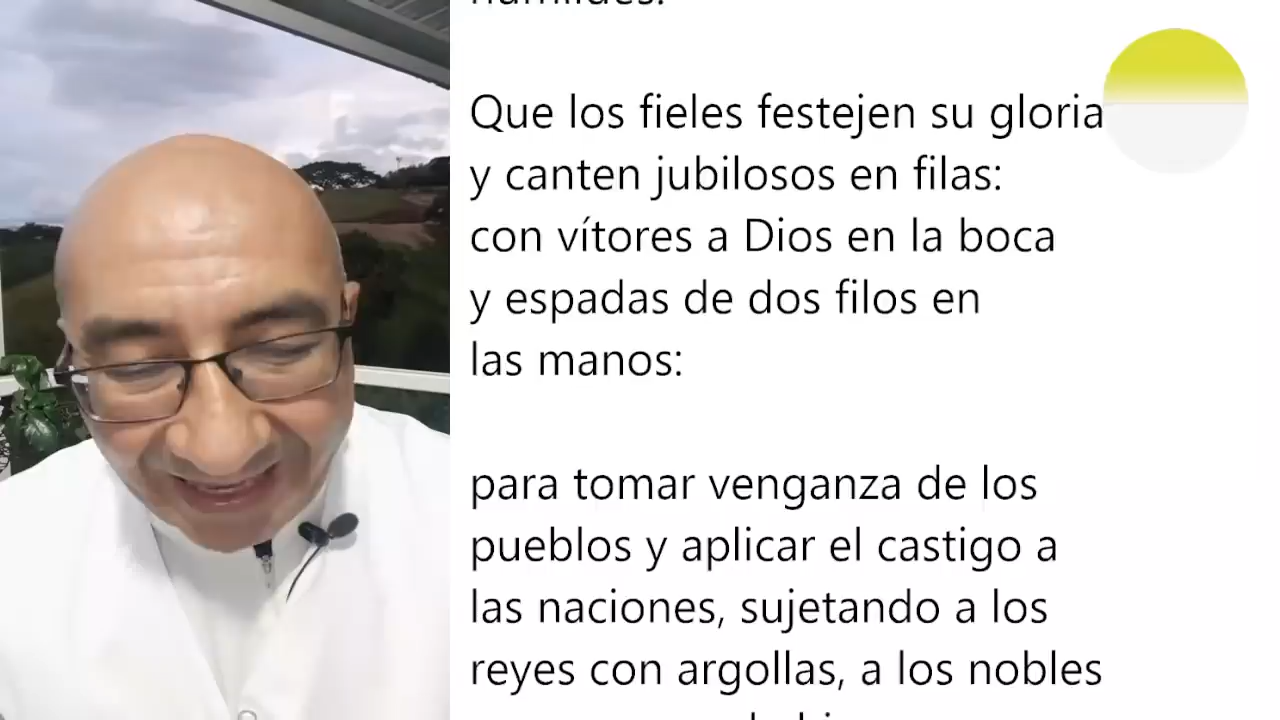 Que los fieles festejen su gloria
y canten jubilosos en filas:
con vítores a Dios en la boca
y espadas de dos filos en
las manos:
para tomar venganza de los
pueblos y aplicar el castigo a
las naciones, sujetando a los
reyes con argollas, a los nobles